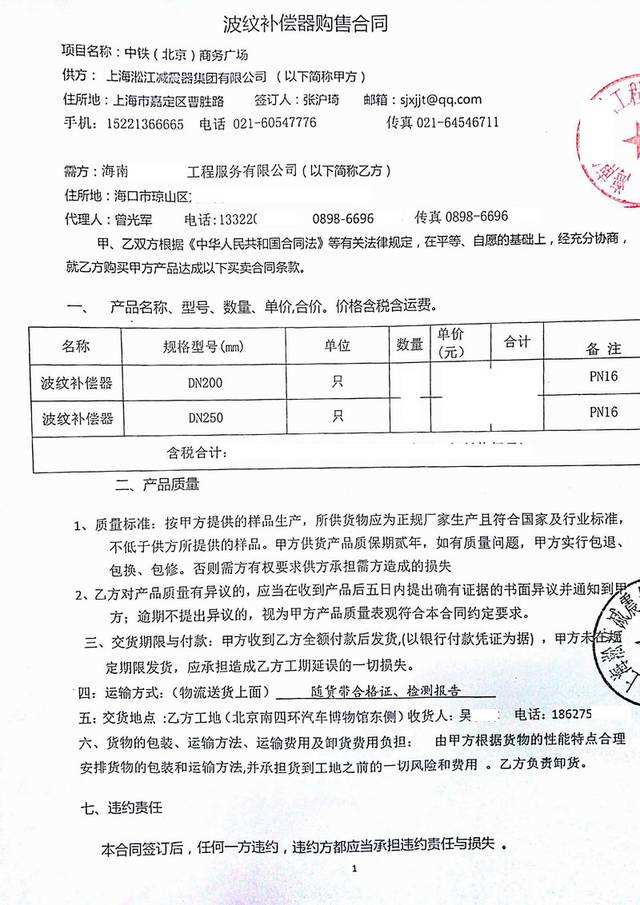 波纹补偿器购售合同
项目名称：中铁（北京）商务广场
供方： 上海淞江减震器集团有限公司 （以下简称甲方）
住所地：上海市嘉定区曹胜路 签订人：张沪琦 邮箱：sjxjjt@qq.com
手机： 15221366665 电话 021-60547776 传真 021-64546711
需方：海南 工程服务有限公司（以下简称乙方）
住所地：海口市琼山区
代理人：曾光军 电话:13322 0898-6696 传真 0898-6696
甲、乙双方根据《中华人民共和国合同法》等有关法律规定，在平等、自愿的基础上，经充分协商，
就乙方购买甲方产品达成以下买卖合同条款。
一、 产品名称、型号、数量、单价,合价。价格含税含运费。
名称 规格型号(mm) 单位 数量 单价（元） 合计 备 注
波纹补偿器 DN200 只 PN16
波纹补偿器 DN250 只 PN16
含税合计：
二、产品质量
1、质量标准：按甲方提供的样品生产，所供货物应为正规厂家生产且符合国家及行业标准，
不低于供方所提供的样品。甲方供货产品质保期贰年，如有质量问题，甲方实行包退、
包换、包修。否则需方有权要求供方承担需方造成的损失
2、乙方对产品质量有异议的，应当在收到产品后五日内提出确有证据的书面异议并通知到甲
方；逾期不提出异议的，视为甲方产品质量表观符合本合同约定要求。
三、交货期限与付款：甲方收到乙方全额付款后发货,(以银行付款凭证为据) ，甲方未在规
定期限发货，应承担造成乙方工期延误的一切损失。
四：运输方式：（物流送货上面） 随货带合格证、检测报告
五：交货地点 :乙方工地（北京南四环汽车博物馆东侧）收货人：吴 电话：186275
六、货物的包装、运输方法、运输费用及卸货费用负担： 由甲方根据货物的性能特点合理
安排货物的包装和运输方法,并承担货到工地之前的一切风险和费用 。乙方负责卸货。
七、违约责任
本合同签订后，任何一方违约，违约方都应当承担违约责任与损失 。
1